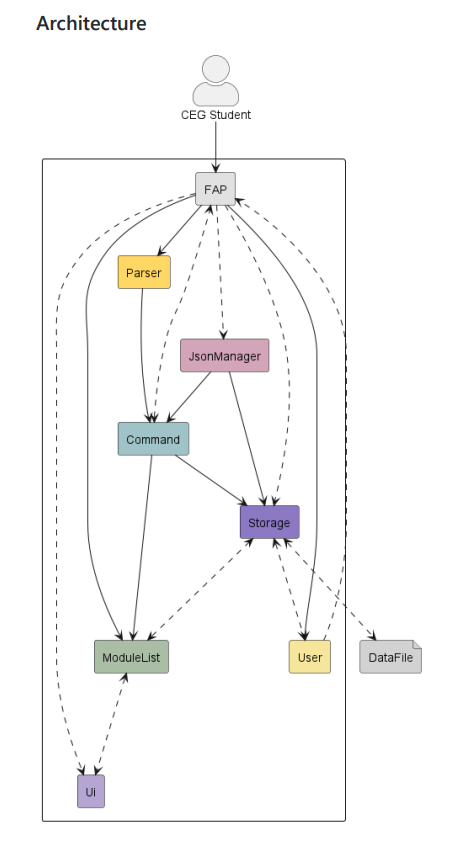 Architecture
CEG Student
FAP
Parser
JsonManager
Command
Storage
ModuleList
User
DataFile
Ui